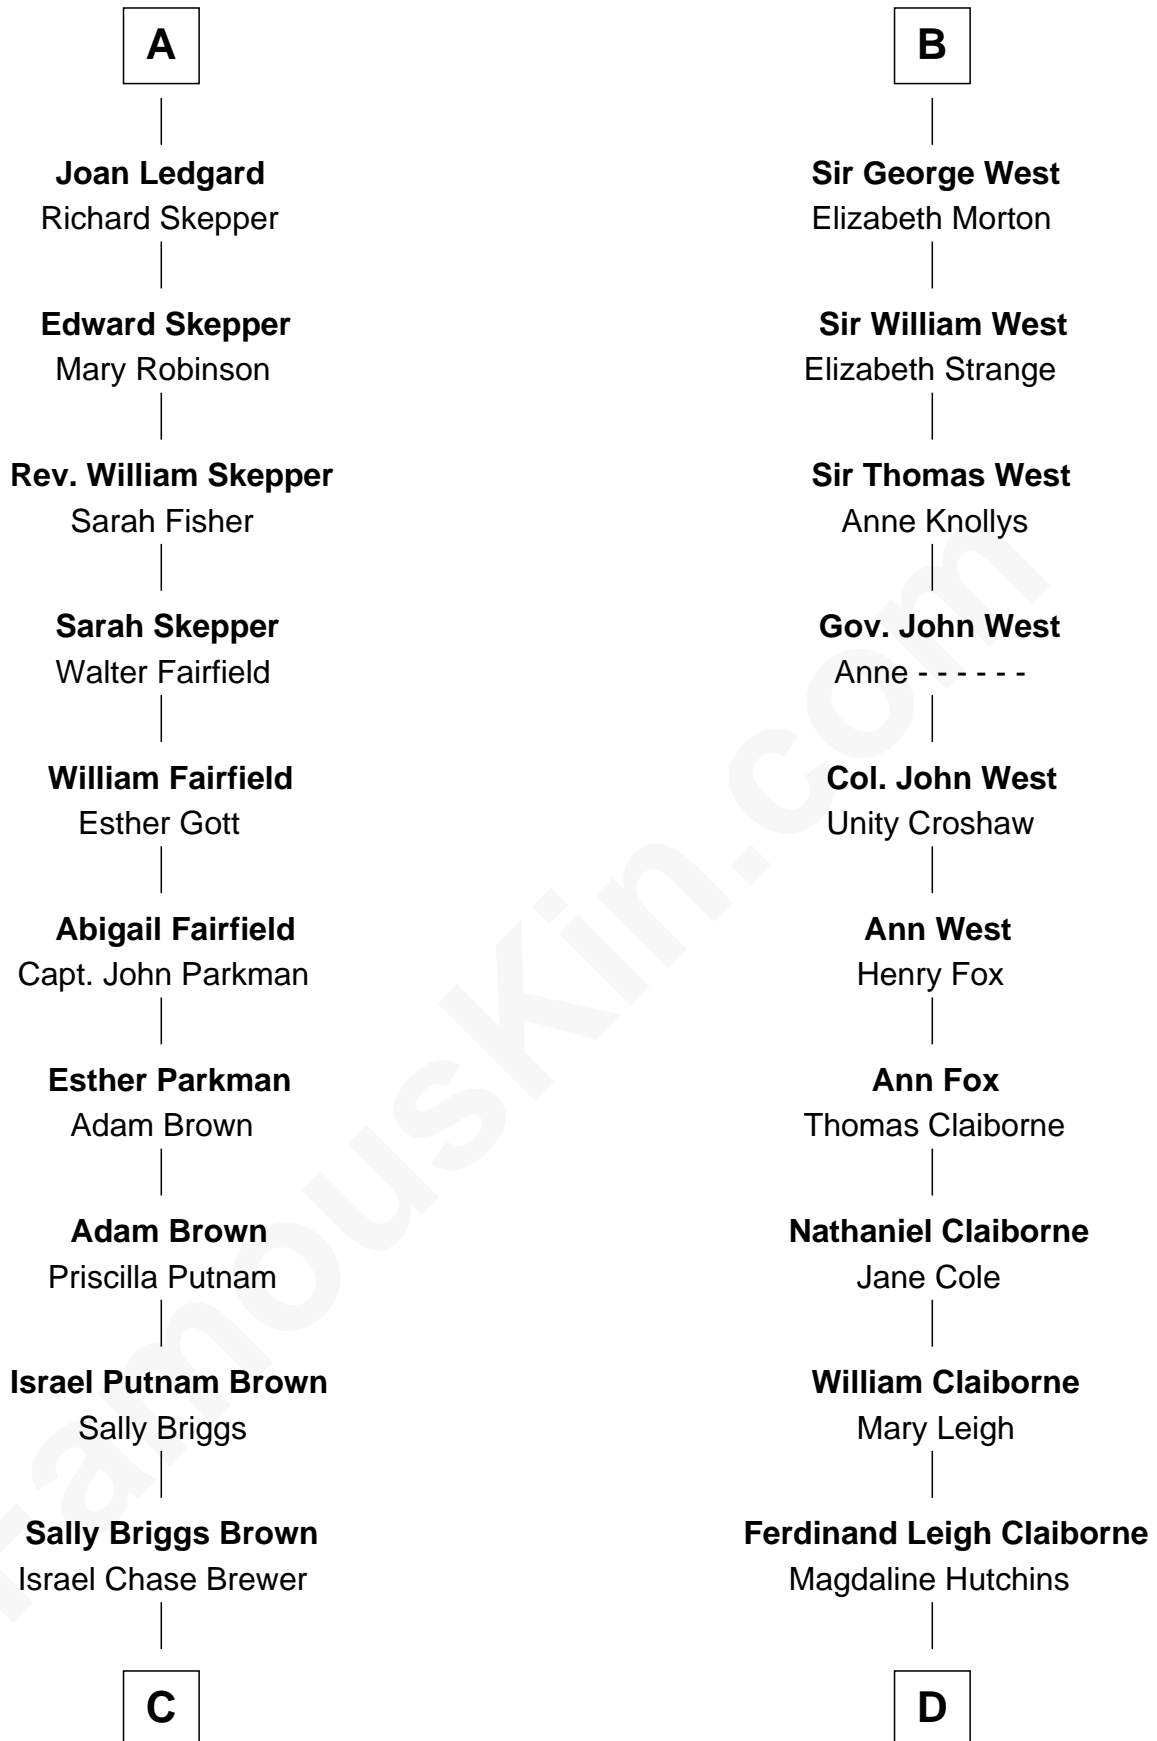 A
Joan Ledgard
Richard Skepper
Edward Skepper
Mary Robinson
Rev. William Skepper
Sarah Fisher
Sarah Skepper
Walter Fairfield
William Fairfield
Esther Gott
Abigail Fairfield
Capt. John Parkman
Esther Parkman
Adam Brown
Adam Brown
Priscilla Putnam
Israel Putnam Brown
Sally Briggs
Sally Briggs Brown
Israel Chase Brewer
C
B
Sir George West
Elizabeth Morton
Sir William West
Elizabeth Strange
Sir Thomas West
Anne Knollys
Gov. John West
Anne - - - - - -
Col. John West
Unity Croshaw
Ann West
Henry Fox
Ann Fox
Thomas Claiborne
Nathaniel Claiborne
Jane Cole
William Claiborne
Mary Leigh
Ferdinand Leigh Claiborne
Magdaline Hutchins
D
FamousKin.com